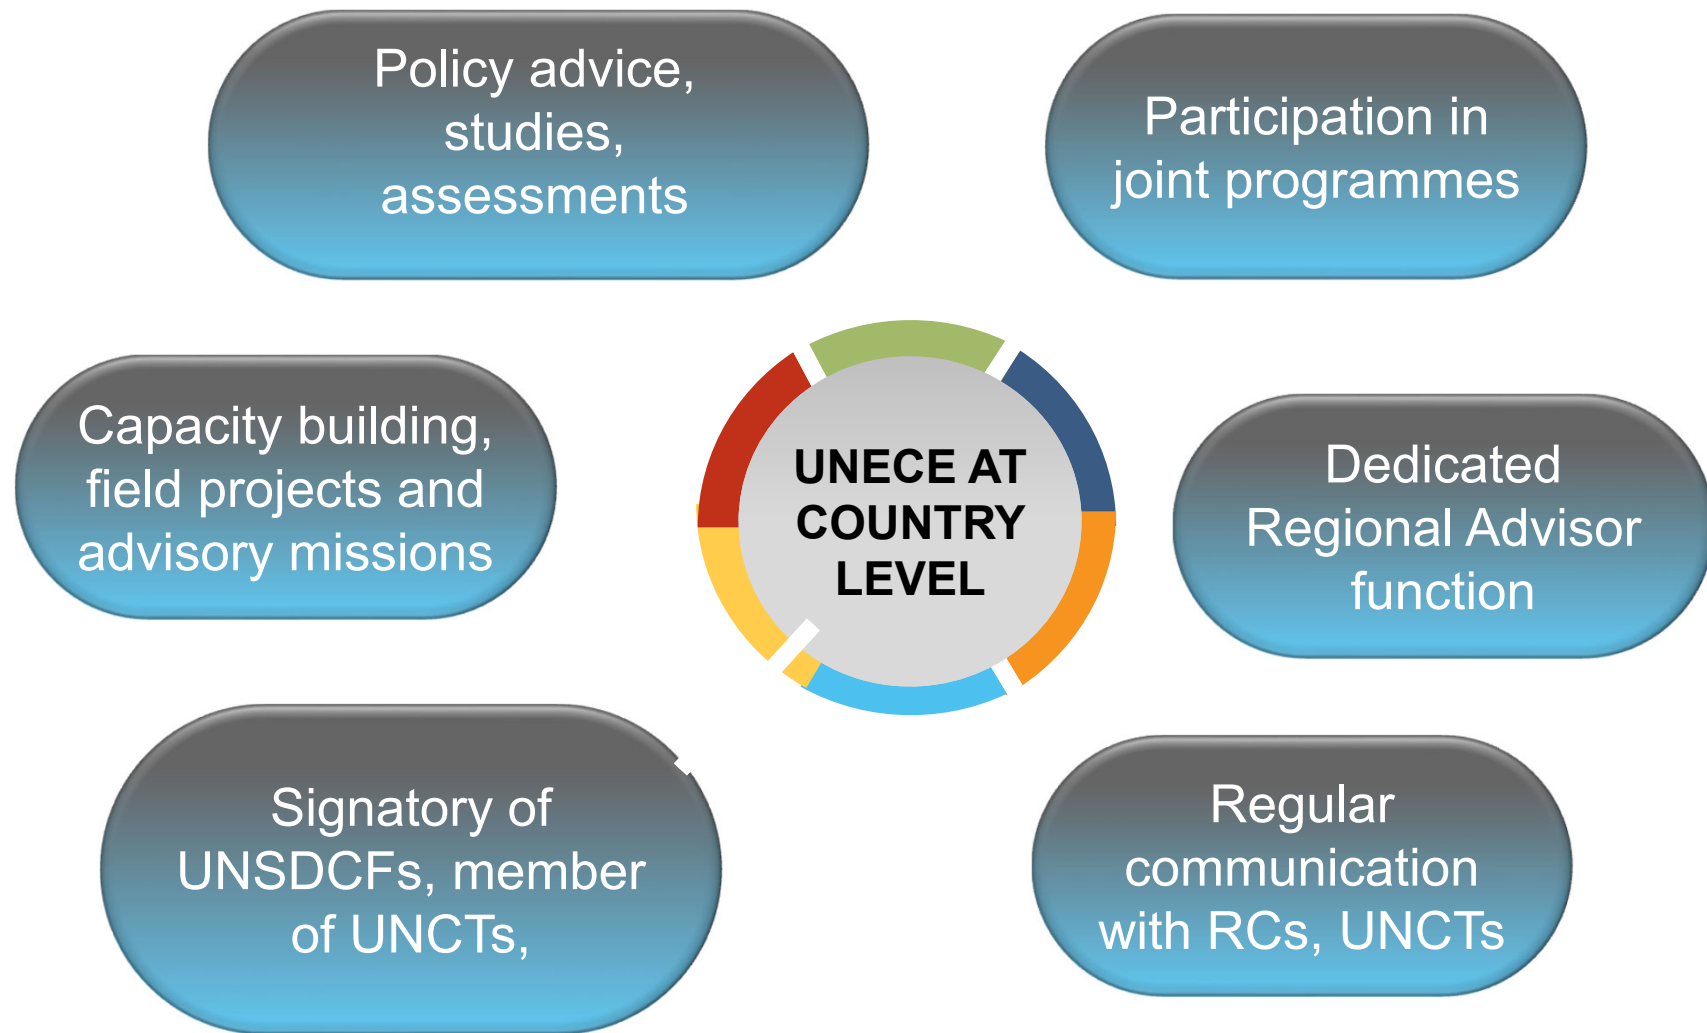 Policy advice,
studies,
assessments
Participation in
joint programmes
Capacity building,
field projects and
advisory missions
UNECE AT
COUNTRY
LEVEL
Dedicated
Regional Advisor
function
Signatory of
UNSDCFs, member
of UNCTs,
Regular
communication
with RCs, UNCTs